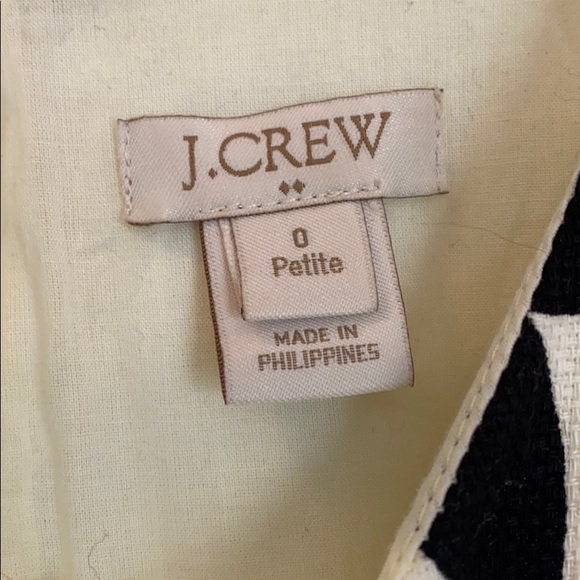 J.CREW
0
Petite
MADE IN
PHILIPPINES